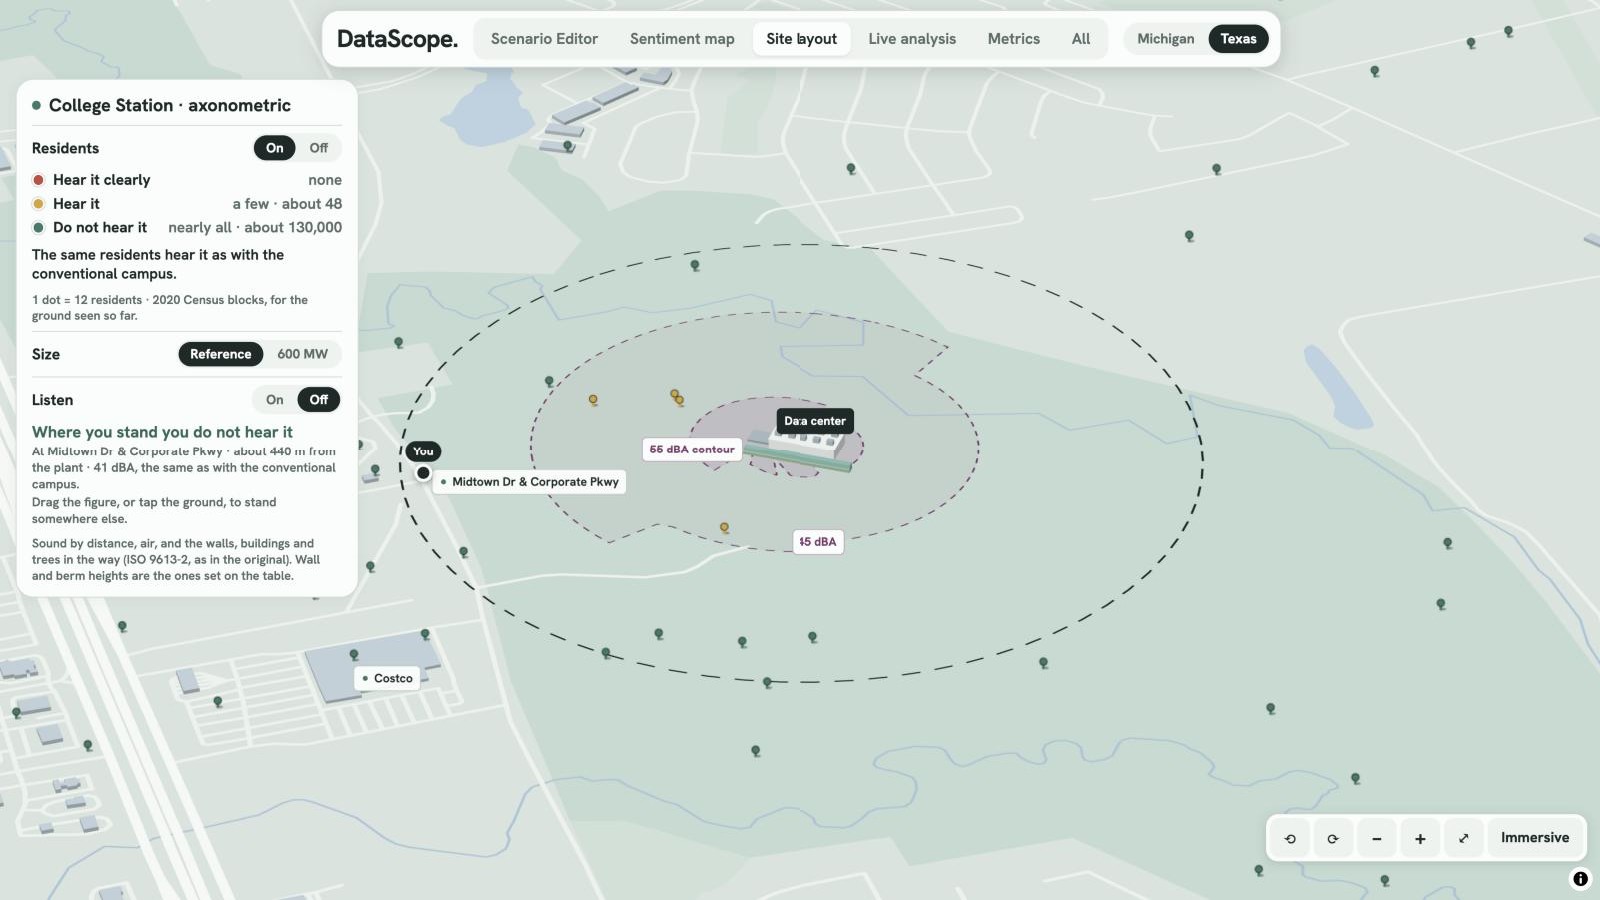 DataScope.
Scenario Editor
Sentiment map
Site layout
Live analysis
Metrics
All
Michigan
Texas
College Station · axonometric
Residents
On
Off
Hear it clearly
none
Hear it
a few · about 48
Do not hear it
nearly all · about 130,000
The same residents hear it as with the
conventional campus.
1 dot = 12 residents · 2020 Census blocks, for the
ground seen so far.
Size
Reference
600 MW
Listen
On
Off
Where you stand you do not hear it
At Midtown Dr & Corporate Pkwy · about 440 m from
the plant · 41 dBA, the same as with the conventional
campus.
Drag the figure, or tap the ground, to stand
somewhere else.
Sound by distance, air, and the walls, buildings and
trees in the way (ISO 9613-2, as in the original). Wall
and berm heights are the ones set on the table.
Data center
55 dBA contour
You
Midtown Dr & Corporate Pkwy
dBA
Costco
Immersive